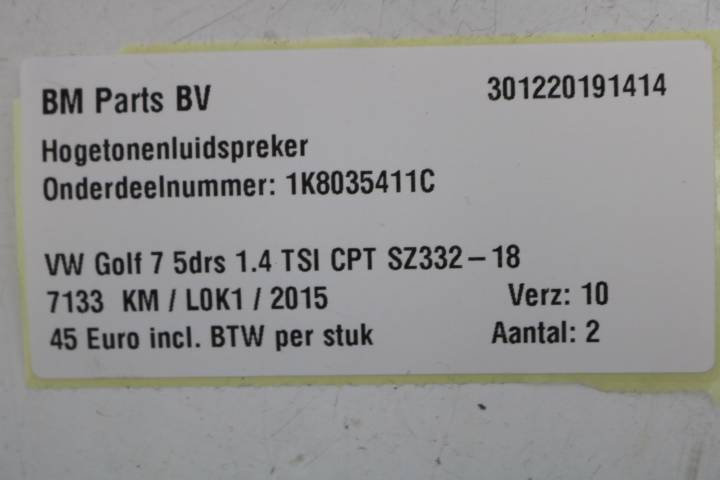 BM Parts BV 301220191414
Hogetonenluidspreker
Onderdeelnummer: 1K8035411C
VW Golf 7 5drs 1.4 TSI CPT SZ332-18
7133 KM / L0K1 / 2015 Verz: 10
45 Euro incl. BTW per stuk Aantal: 2